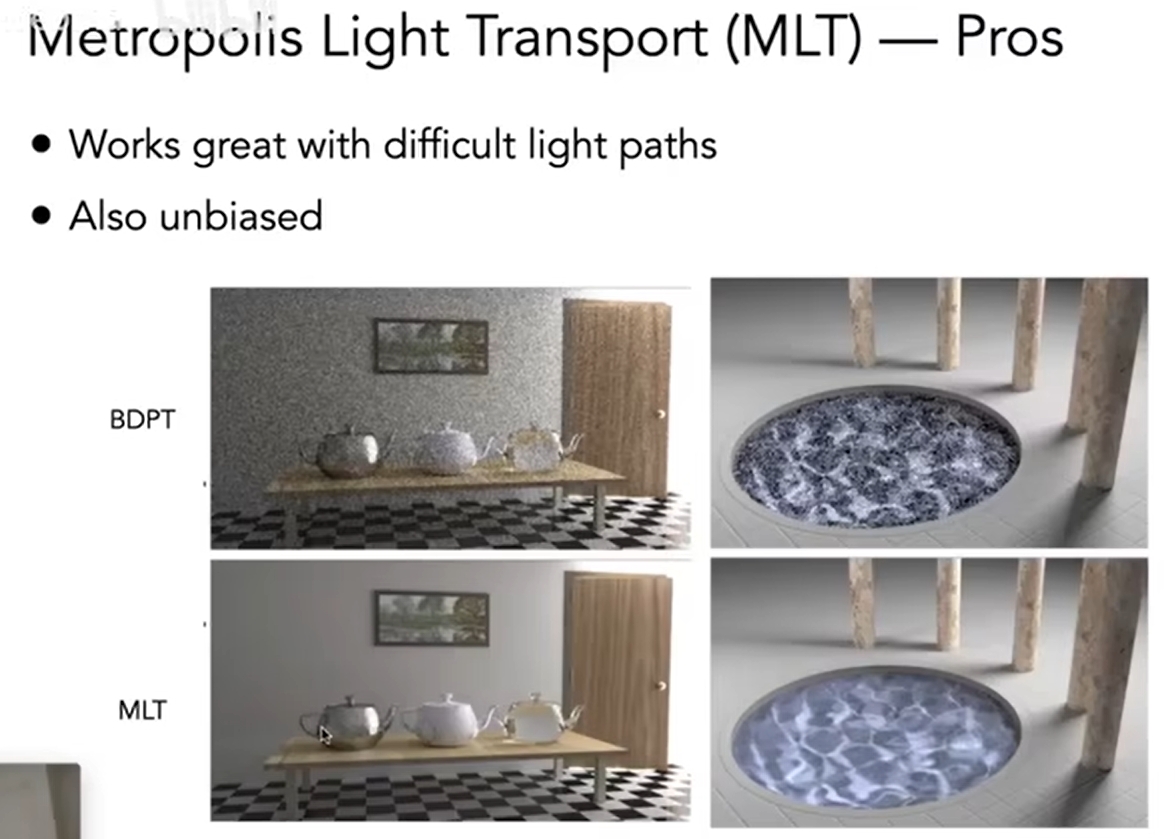 Metropolis Light Transport (MLT) — Pros
• Works great with difficult light paths
• Also unbiased
BDPT
MLT